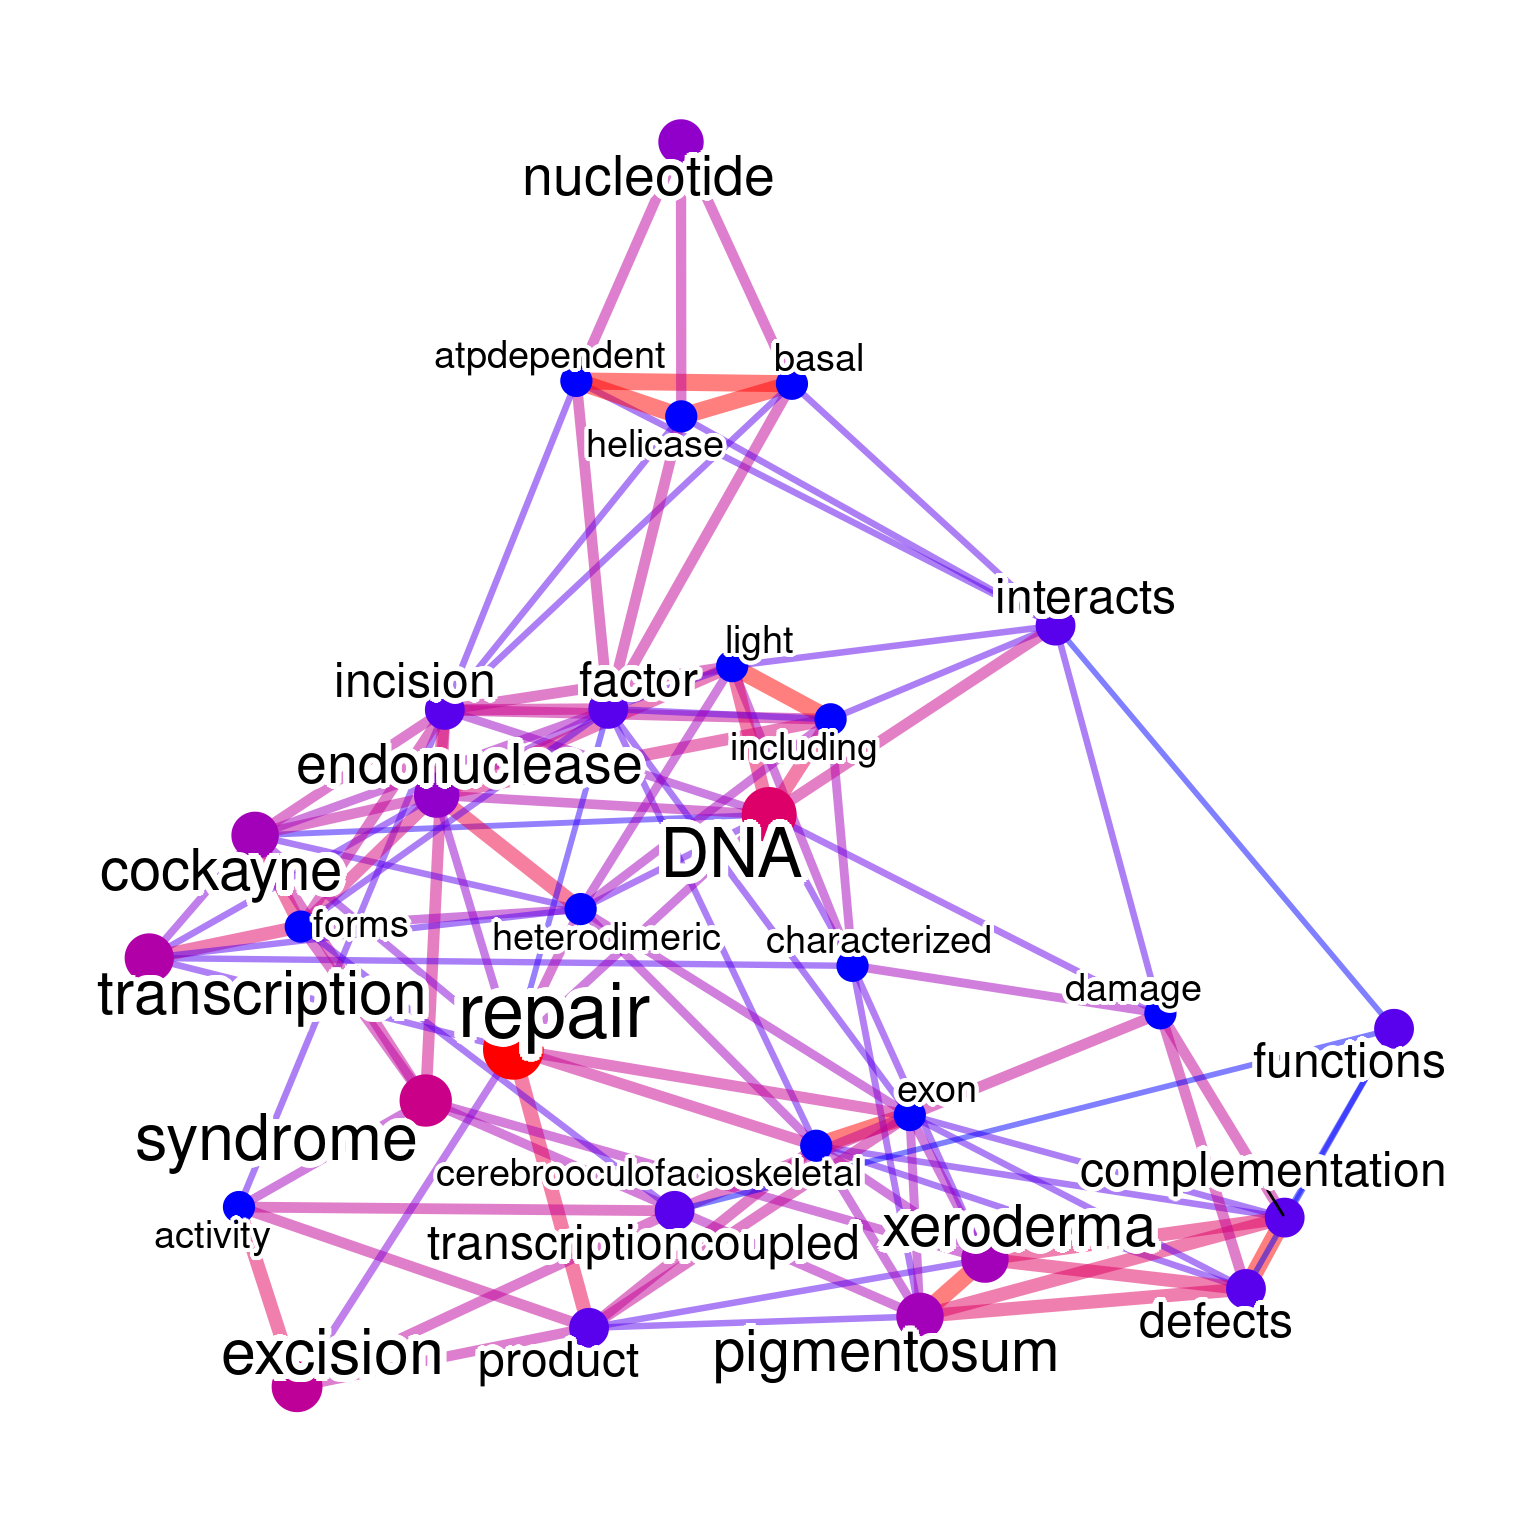 nucleotide
atpdependent
basal
helicase
interacts
light
incision
factor
including
endonuclease
DNA
cockayne
forms
heterodimeric
characterized
transcription
damage
repair
functions
exon
syndrome
cerebrooculofacioskeletal
complementation
activity
transcriptioncoupled
xeroderma
defects
excision
product
pigmentosum